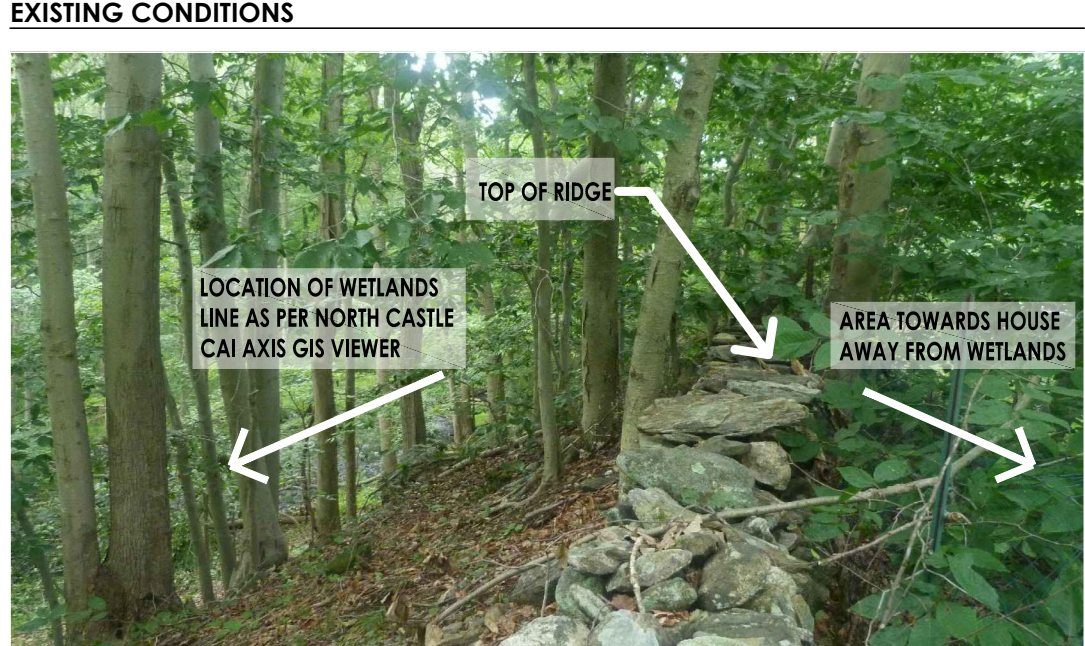 EXISTING CONDITIONS
TOP OF RIDGE
LOCATION OF WETLANDS
LINE AS PER NORTH CASTLE
CAI AXIS GIS VIEWER
AREA TOWARDS HOUSE
AWAY FROM WETLANDS